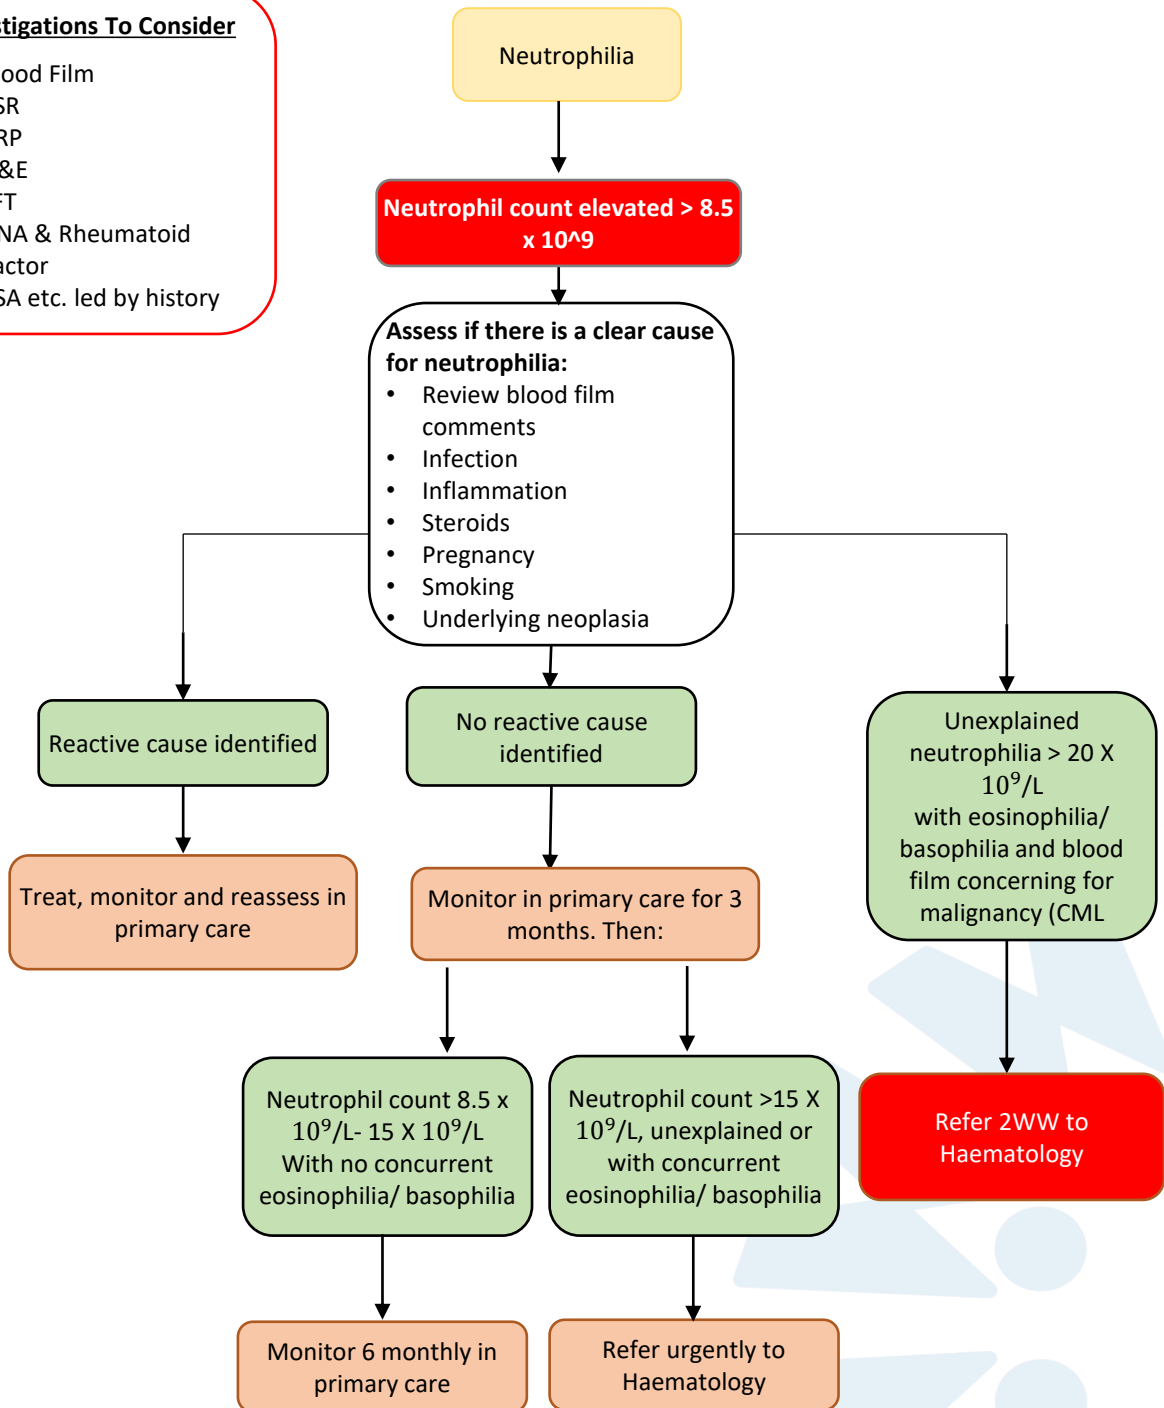 stigations To Consider
ood Film
SR
RP
&E
FT
NA & Rheumatoid
actor
SA etc. led by history
Neutrophilia
Neutrophil count elevated > 8.5
x 10^9
Assess if there is a clear cause
for neutrophilia:
• Review blood film
comments
• Infection
• Inflammation
• Steroids
• Pregnancy
• Smoking
• Underlying neoplasia
Reactive cause identified
No reactive cause
identified
Unexplained
neutrophilia > 20 X
10⁹/L
with eosinophilia/
basophilia and blood
film concerning for
malignancy (CML
Treat, monitor and reassess in
primary care
Monitor in primary care for 3
months. Then:
Neutrophil count 8.5 x
10⁹/L- 15 X 10⁹/L
With no concurrent
eosinophilia/ basophilia
Neutrophil count >15 X
10⁹/L, unexplained or
with concurrent
eosinophilia/ basophilia
Refer 2WW to
Haematology
Monitor 6 monthly in
primary care
Refer urgently to
Haematology